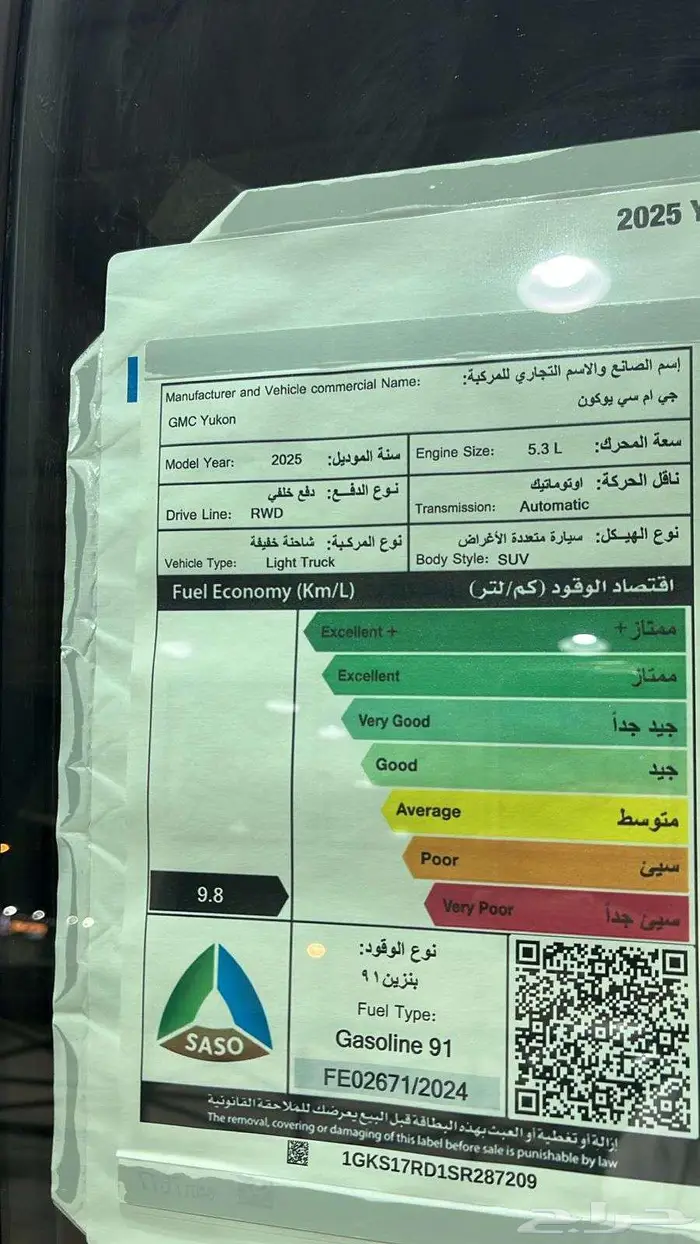 2025 Y
إسم الصانع والاسم التجاري للمركبة:
Manufacturer and Vehicle commercial Name:
جي ام سي يوكون
GMC Yukon
Model Year: 2025 سنة الموديل:
Engine Size: 5.3 L سعة المحرك:
نوع الدفـــع: دفع خلفي
Drive Line: RWD
ناقل الحركة: اوتوماتيك
Transmission: Automatic
نوع المركبة: شاحنة خفيفة
Vehicle Type: Light Truck
نوع الهيـكل: سيارة متعددة الأغراض
Body Style: SUV
Fuel Economy (Km/L) اقتصاد الوقود (كم/لتر)
Excellent + ممتاز +
Excellent ممتاز
Very Good جيد جداً
Good جيد
Average متوسط
Poor سيئ
Very Poor سيئ جداً
9.8
SASO
نوع الوقود:
بنزين ٩١
Fuel Type:
Gasoline 91
FE02671/2024
إزالة أو تغطية أو العبث بهذه البطاقة قبل البيع يعرضك للملاحقة القانونية
The removal, covering or damaging of this label before sale is punishable by law
1GKS17RD1SR287209
حراج